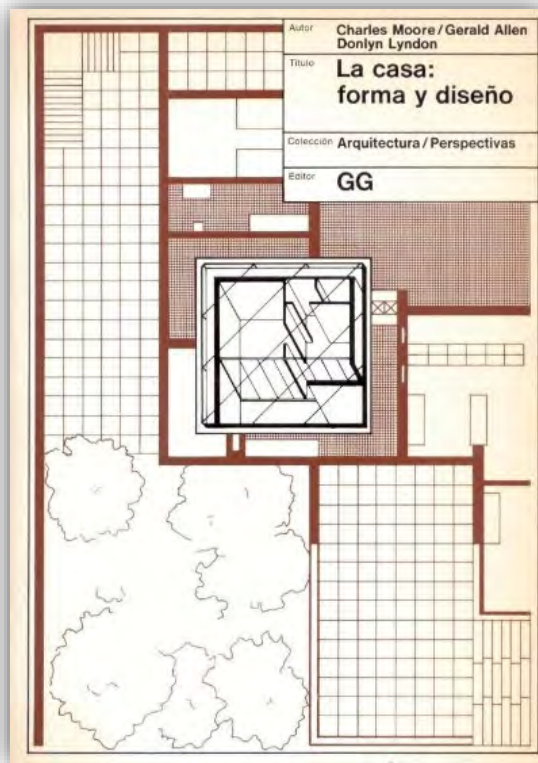 Autor Charles Moore/Gerald Allen
Donlyn Lyndon
Título La casa:
forma y diseño
Colección Arquitectura/Perspectivas
Editor GG